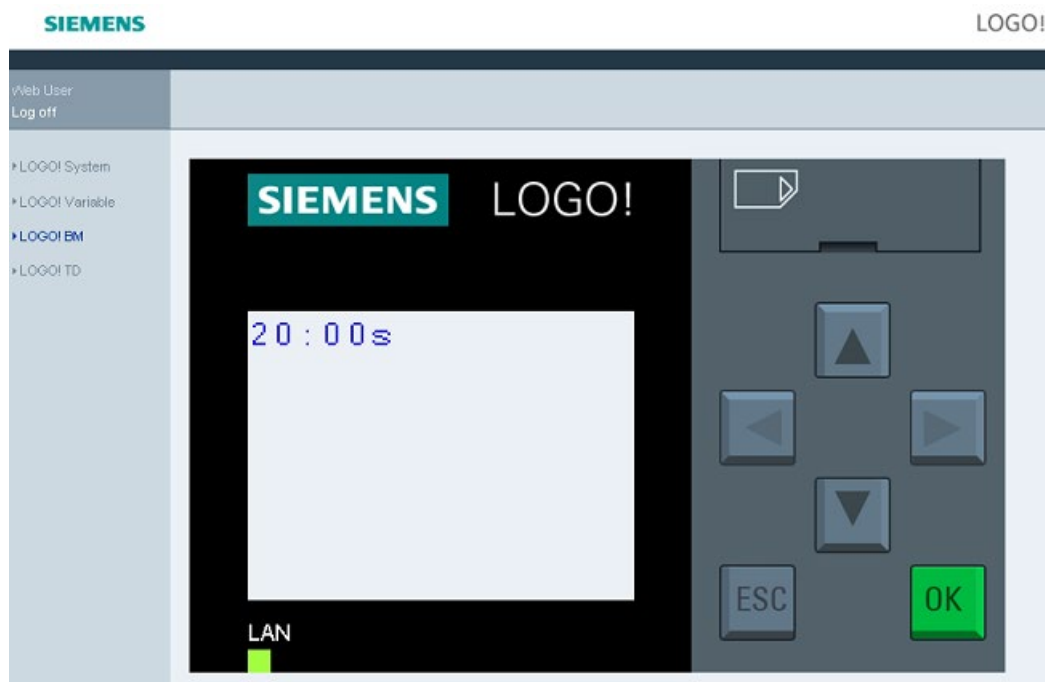 SIEMENS
LOGO!
Web User
Log off
LOGO! System
LOGO! Variable
LOGO! BM
LOGO! TD
SIEMENS LOGO!
20:00s
ESC
OK
LAN